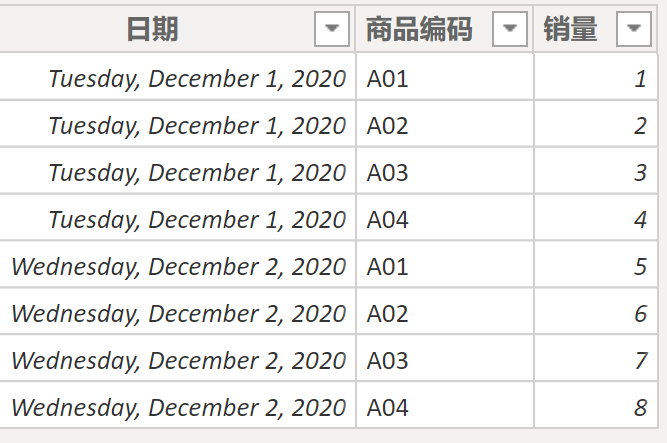 日期 商品编码 销量
Tuesday, December 1, 2020 A01 1
Tuesday, December 1, 2020 A02 2
Tuesday, December 1, 2020 A03 3
Tuesday, December 1, 2020 A04 4
Wednesday, December 2, 2020 A01 5
Wednesday, December 2, 2020 A02 6
Wednesday, December 2, 2020 A03 7
Wednesday, December 2, 2020 A04 8